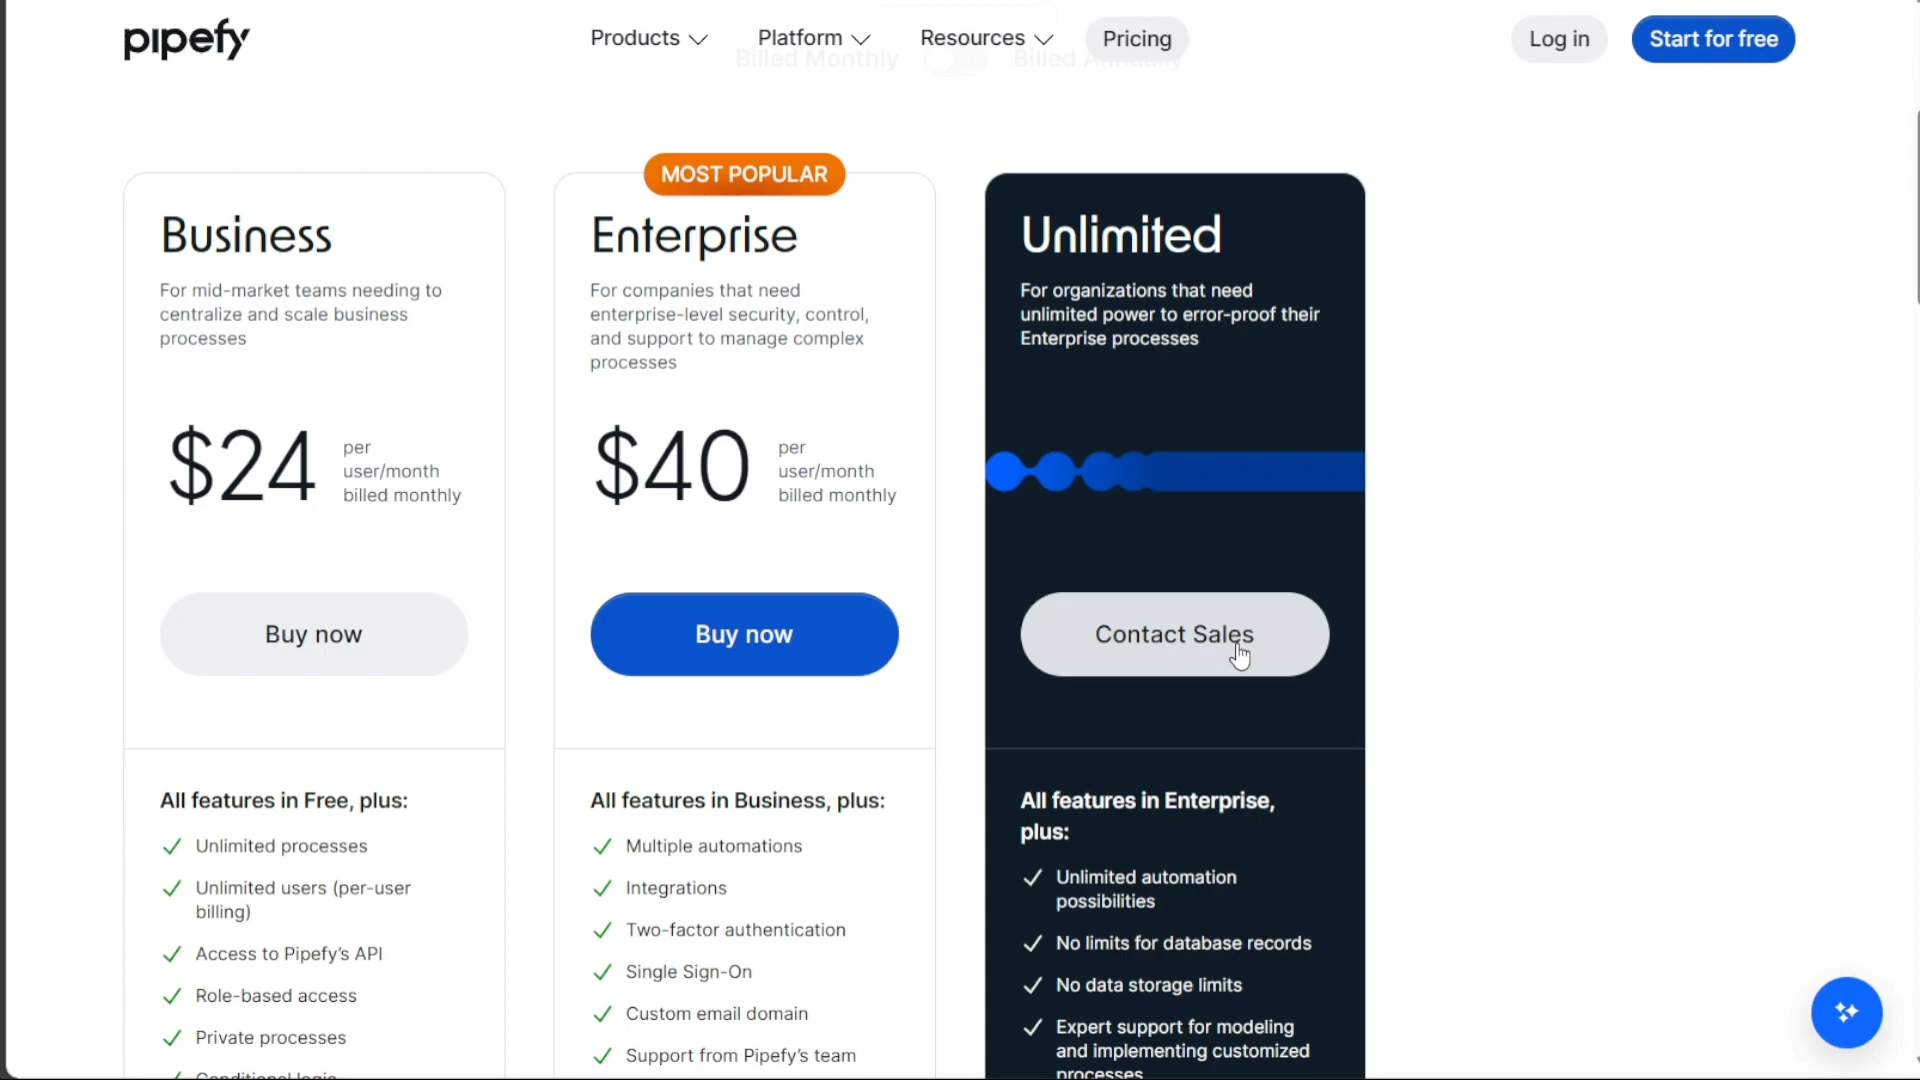 pipefy
Products
Platform
Resources
Pricing
Log in
Start for free
Billed Monthly
Billed Annually
MOST POPULAR
Business
For mid-market teams needing to
centralize and scale business
processes
$24
per
user/month
billed monthly
Buy now
All features in Free, plus:
Unlimited processes
Unlimited users (per-user
billing)
Access to Pipefy's API
Role-based access
Private processes
Conditional logic
Enterprise
For companies that need
enterprise-level security, control,
and support to manage complex
processes
$40
per
user/month
billed monthly
Buy now
All features in Business, plus:
Multiple automations
Integrations
Two-factor authentication
Single Sign-On
Custom email domain
Support from Pipefy's team
Unlimited
For organizations that need
unlimited power to error-proof their
Enterprise processes
Contact Sales
All features in Enterprise,
plus:
Unlimited automation
possibilities
No limits for database records
No data storage limits
Expert support for modeling
and implementing customized
processes